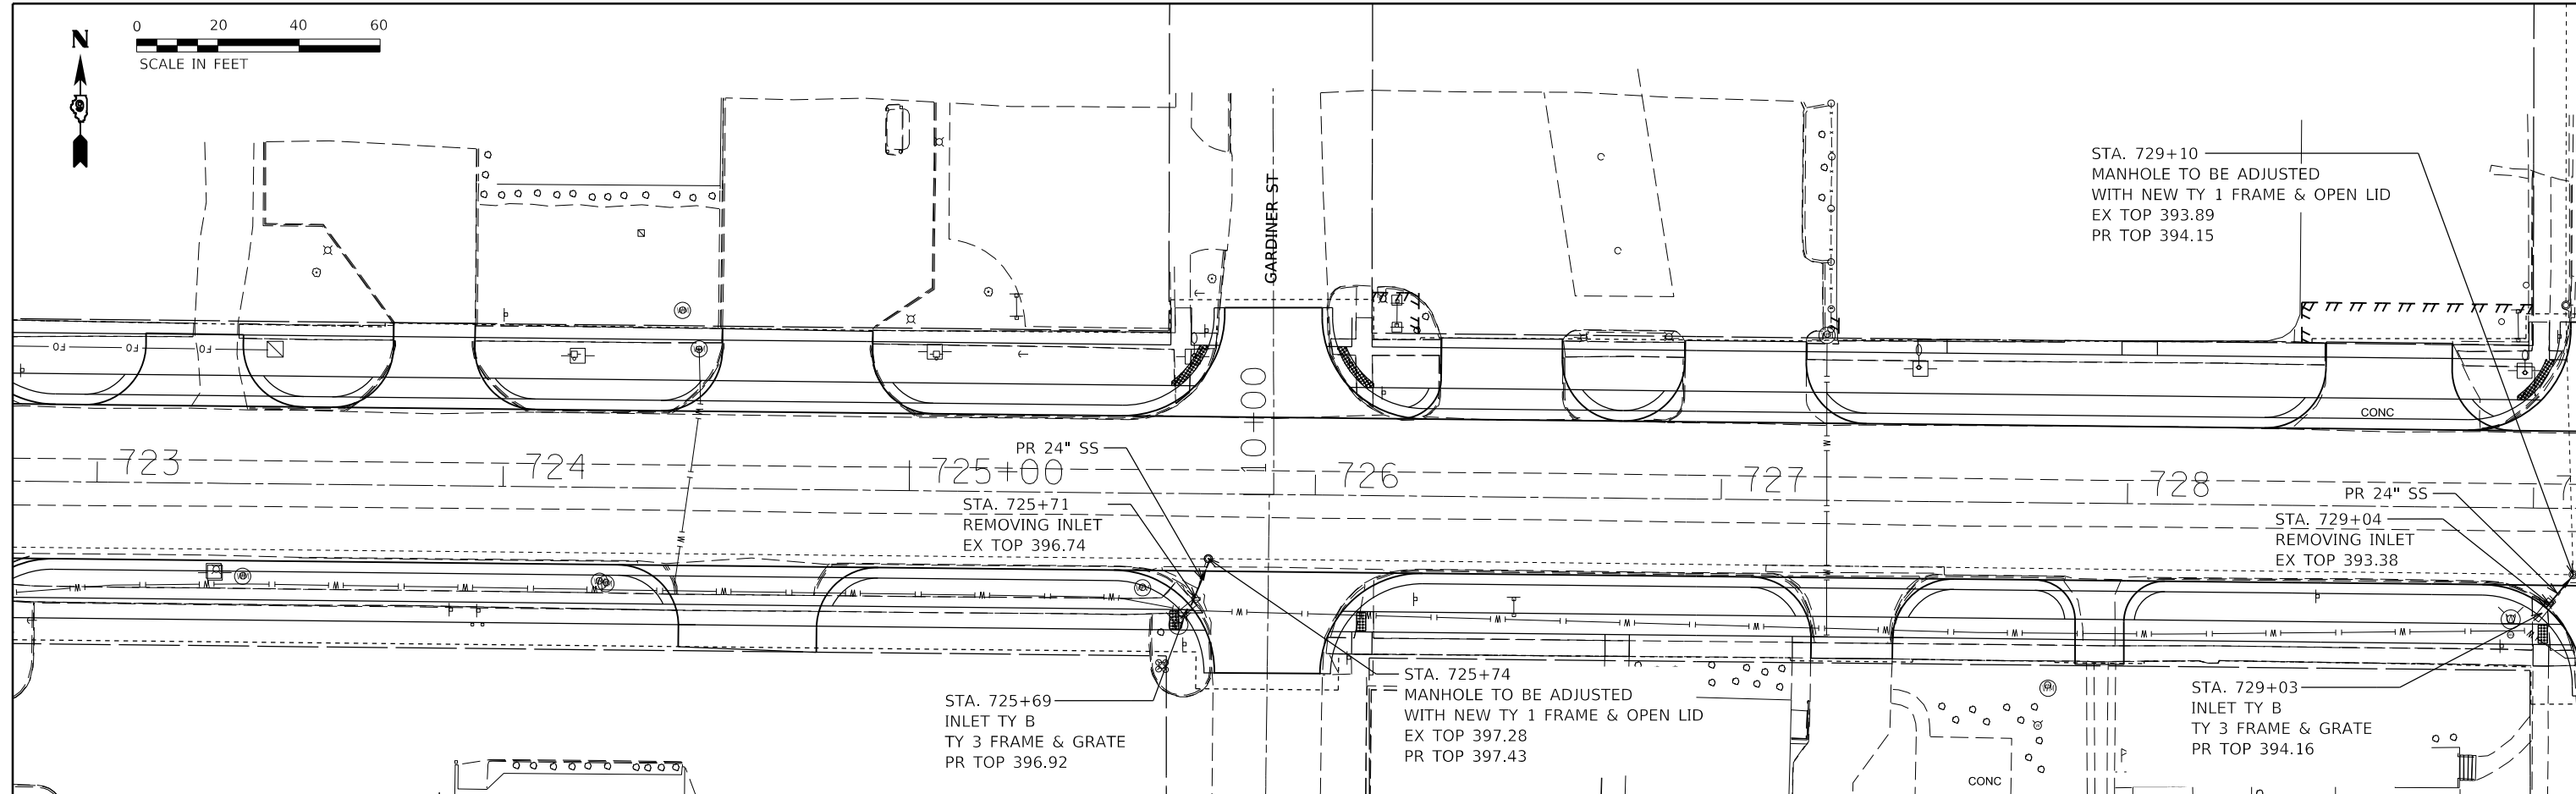 0 20 40 60
N
SCALE IN FEET
GARDINER ST
STA. 729+10
MANHOLE TO BE ADJUSTED
WITH NEW TY 1 FRAME & OPEN LID
EX TOP 393.89
PR TOP 394.15
FO FO FO
CONC
10+00
723 724 725+00 726 727 728
PR 24" SS
STA. 725+71
REMOVING INLET
EX TOP 396.74
PR 24" SS
STA. 729+04
REMOVING INLET
EX TOP 393.38
STA. 725+69
INLET TY B
TY 3 FRAME & GRATE
PR TOP 396.92
STA. 725+74
MANHOLE TO BE ADJUSTED
WITH NEW TY 1 FRAME & OPEN LID
EX TOP 397.28
PR TOP 397.43
STA. 729+03
INLET TY B
TY 3 FRAME & GRATE
PR TOP 394.16
CONC